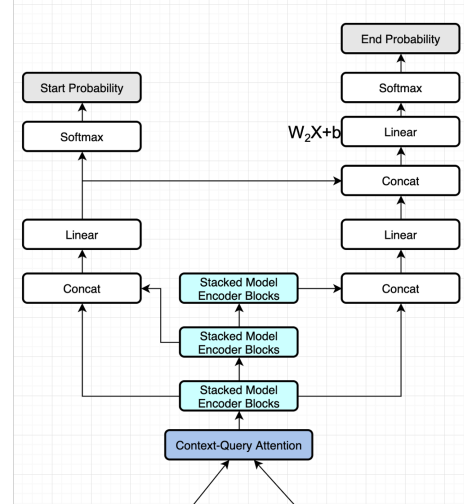 End Probability
Start Probability
Softmax
Softmax
W₂X+b
Linear
Concat
Linear
Linear
Concat
Stacked Model
Encoder Blocks
Concat
Stacked Model
Encoder Blocks
Stacked Model
Encoder Blocks
Context-Query Attention